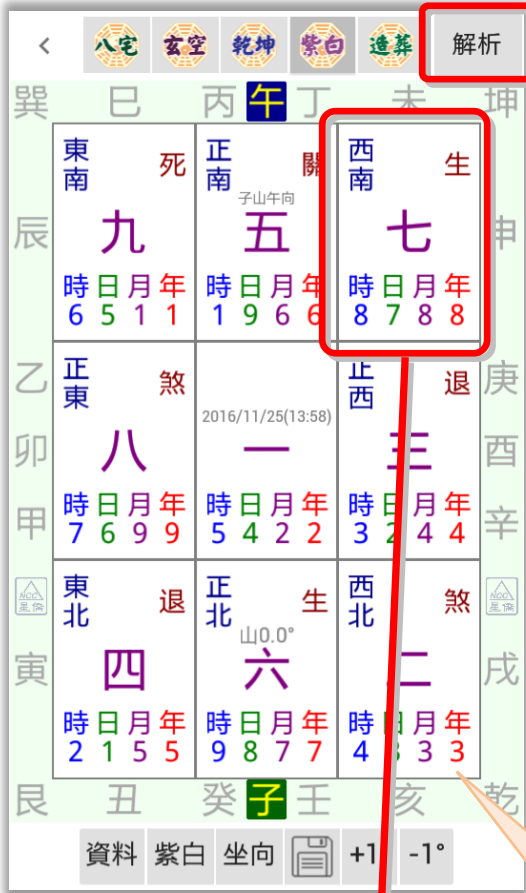 < 八宅 玄空 乾坤 紫白 造葬 解析
巽 巳 丙 午 丁 未 坤
東南 死 正南 關 西南 生
子山午向
辰 九 五 七 申
時日月年 時日月年 時日月年
6 5 1 1 1 9 6 6 8 7 8 8
乙 正東 煞 正西 退 庚
2016/11/25(13:58)
卯 八 一 三 酉
甲 時日月年 時日月年 時日月年 辛
7 6 9 9 5 4 2 2 3 2 4 4
NCC 星僑 東北 退 正北 生 西北 煞 NCC 星僑
山0.0°
寅 四 六 二 戌
時日月年 時日月年 時日月年
2 1 5 5 9 8 7 7 4 3 3
艮 丑 癸 子 壬 亥 乾
資料 紫白 坐向 +1 -1°